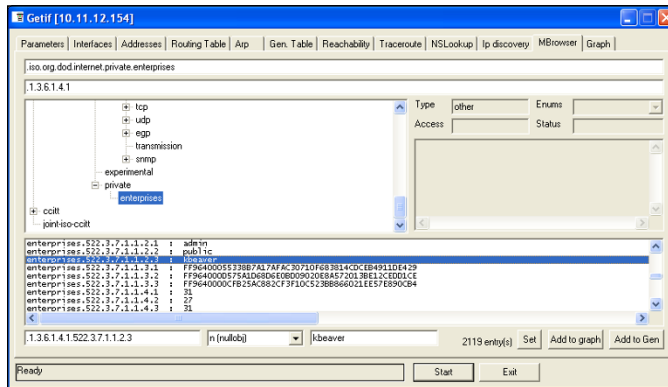 Getif [10.11.12.154]
Parameters Interfaces Addresses Routing Table Arp Gen. Table Reachability Traceroute NSLookup Ip discovery MBrowser Graph
.iso.org.dod.internet.private.enterprises
.1.3.6.1.4.1
tcp
udp
egp
transmission
snmp
experimental
private
enterprises
ccitt
joint-iso-ccitt
Type other Enums
Access Status
enterprises.522.3.7.1.1.2.1 : admin
enterprises.522.3.7.1.1.2.2 : public
enterprises.522.3.7.1.1.2.3 : kbeaver
enterprises.522.3.7.1.1.3.1 : FF964000055338B7A17AFAC30710F683814CDCEB4911DE429
enterprises.522.3.7.1.1.3.2 : FF9640000575A1D68D6E0BD09020E8A572013BE12CEDD1CE
enterprises.522.3.7.1.1.3.3 : FF9640000CFB25AC882CF3F10C523BB866021EE57E890CB4
enterprises.522.3.7.1.1.4.1 : 31
enterprises.522.3.7.1.1.4.2 : 27
enterprises.522.3.7.1.1.4.3 : 31
.1.3.6.1.4.1.522.3.7.1.1.2.3 n (nullobj) kbeaver 2119 entry(s) Set Add to graph Add to Gen
Ready Start Exit